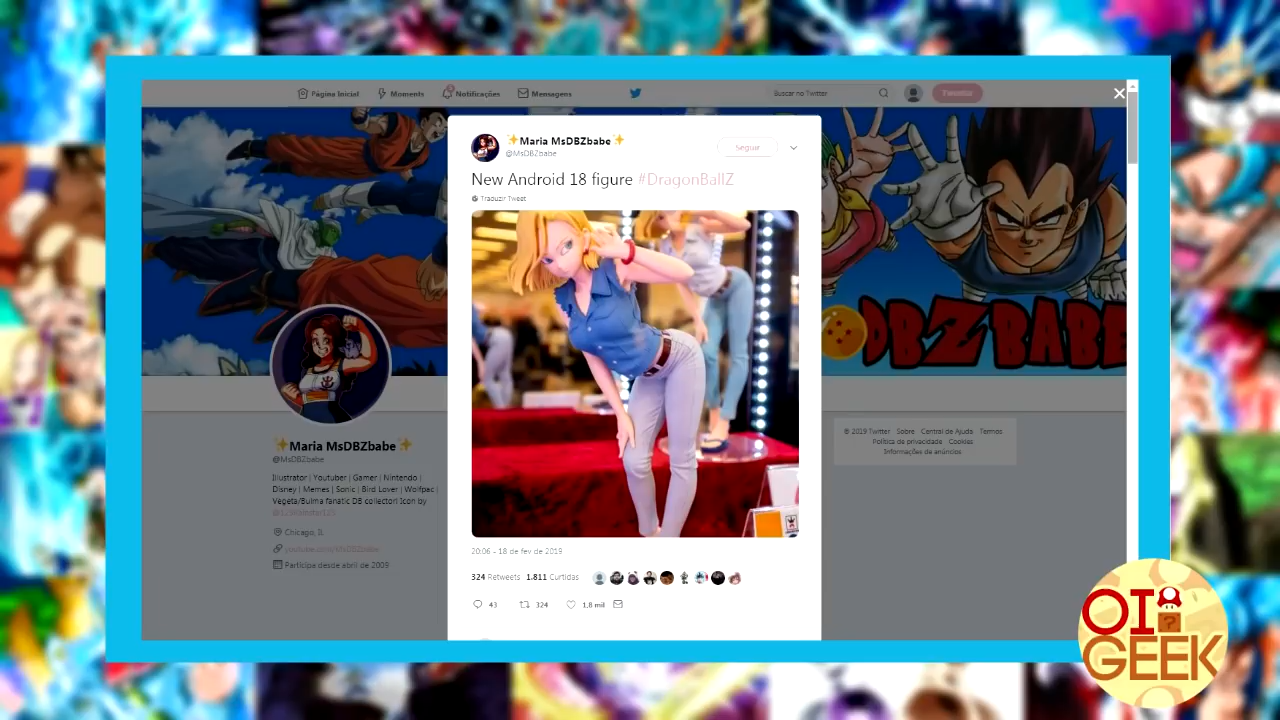 Página Inicial
Moments
Notificações
Mensagens
Buscar no Twitter
Tweetar
✨Maria MsDBZbabe✨
@MsDBZbabe
Seguir
New Android 18 figure #DragonBallZ
Traduzir Tweet
20:06 - 18 de fev de 2019
324 Retweets 1.811 Curtidas
43 324 1,8 mil
DBZ BABE
✨Maria MsDBZbabe✨
@MsDBZbabe
Illustrator | Youtuber | Gamer | Nintendo |
Disney | Memes | Sonic | Bird Lover | Wolfpac |
Vegeta/Bulma fanatic DB collector! Icon by
Chicago, IL
Participa desde abril de 2009
© 2019 Twitter Sobre Central de Ajuda Termos
Política de privacidade Cookies
Informações de anúncios
OI
GEEK